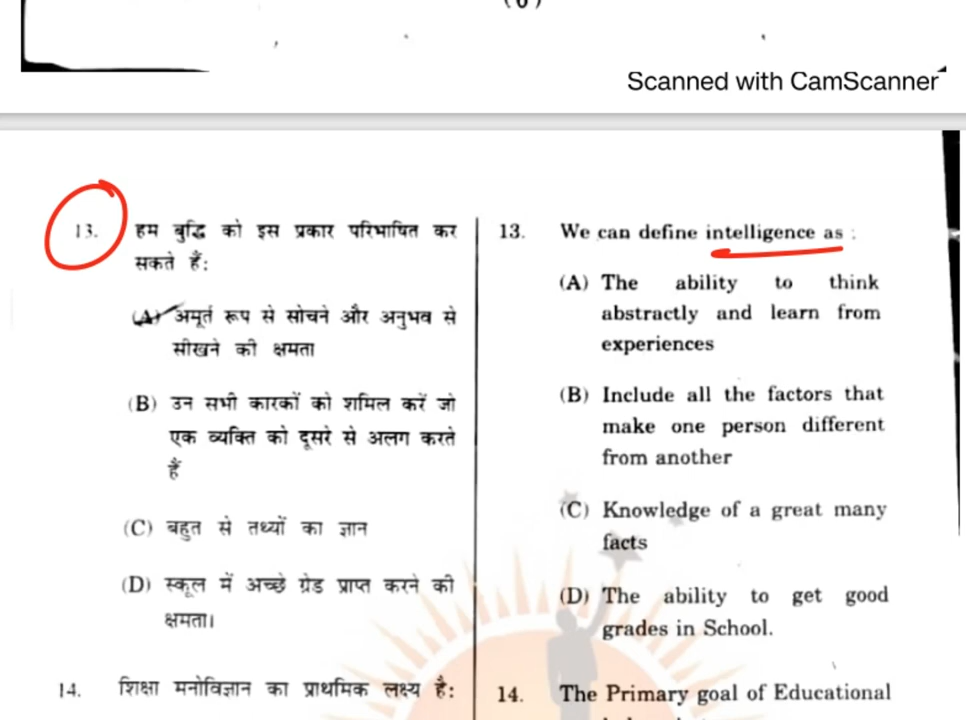 (6)
Scanned with CamScanner
13. हम बुद्धि को इस प्रकार परिभाषित कर
सकते हैं:
(A) अमूर्त रूप से सोचने और अनुभव से
सीखने की क्षमता
(B) उन सभी कारकों को शमिल करें जो
एक व्यक्ति को दूसरे से अलग करते
हैं
(C) बहुत से तथ्यों का ज्ञान
(D) स्कूल में अच्छे ग्रेड प्राप्त करने की
क्षमता।
14. शिक्षा मनोविज्ञान का प्राथमिक लक्ष्य है:
13. We can define intelligence as :
(A) The ability to think
abstractly and learn from
experiences
(B) Include all the factors that
make one person different
from another
(C) Knowledge of a great many
facts
(D) The ability to get good
grades in School.
14. The Primary goal of Educational